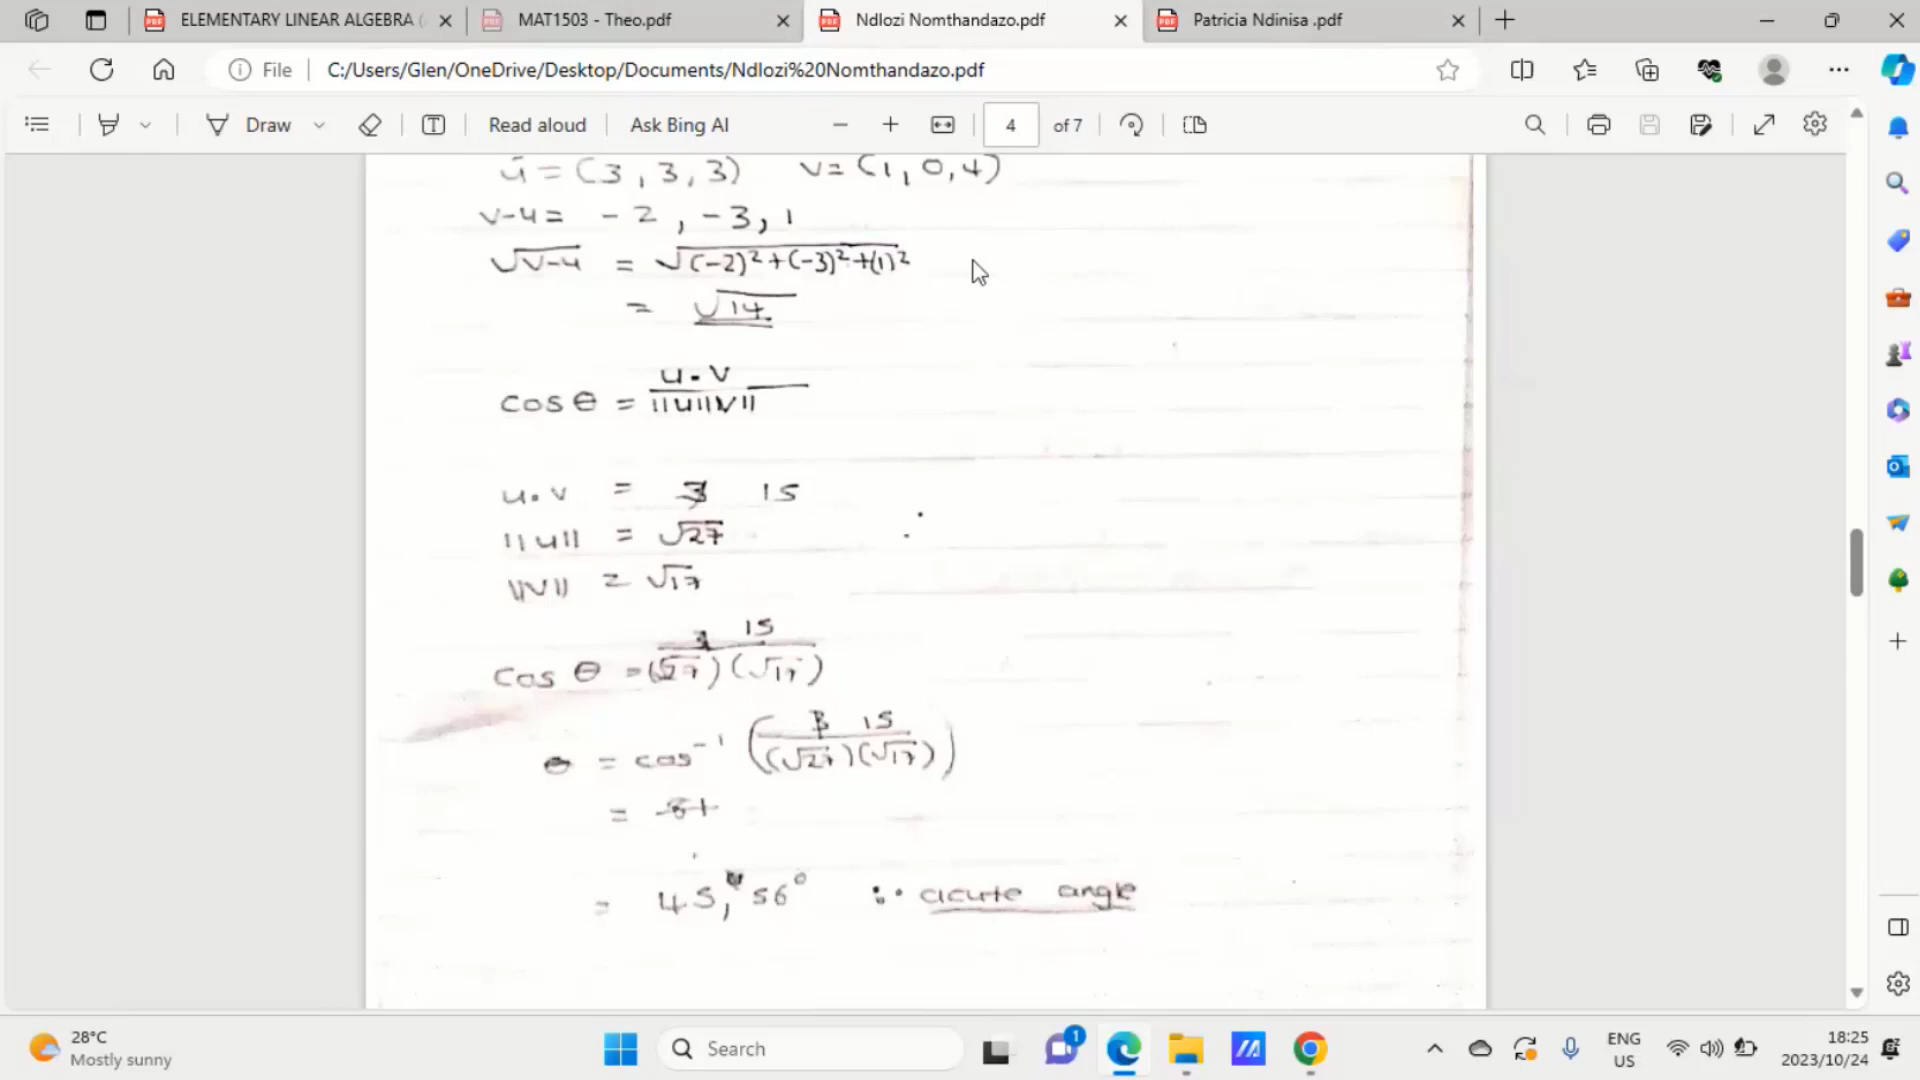 ELEMENTARY LINEAR ALGEBRA (
MAT1503 - Theo.pdf
Ndlozi Nomthandazo.pdf
Patricia Ndinisa .pdf
File
C:/Users/Glen/OneDrive/Desktop/Documents/Ndlozi%20Nomthandazo.pdf
Draw
Read aloud
Ask Bing AI
4 of 7
ū = (3, 3, 3) v = (1, 0, 4)
v-u = -2, -3, 1
√v-u = √(-2)²+(-3)²+(1)²
= √14
cos θ = u·v
||u||||v||
u·v = 3 15
||u|| = √27
||v|| = √17
15
cos θ = (√27)(√17)
3 15
θ = cos⁻¹ ((√27)(√17))
=
= 45,56° ∴ acute angle
28°C
Mostly sunny
Search
1
ENG
US
18:25
2023/10/24